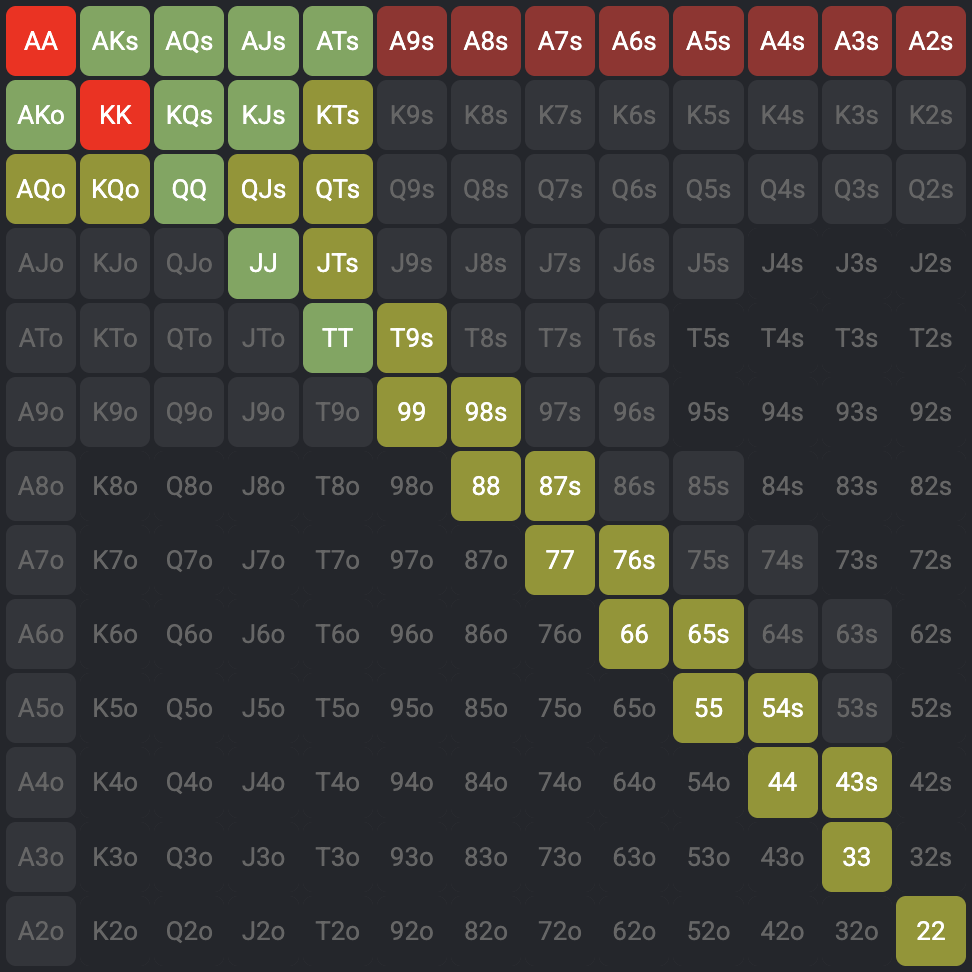 AA AKs AQs AJs ATs A9s A8s A7s A6s A5s A4s A3s A2s
AKo KK KQs KJs KTs K9s K8s K7s K6s K5s K4s K3s K2s
AQo KQo QQ QJs QTs Q9s Q8s Q7s Q6s Q5s Q4s Q3s Q2s
AJo KJo QJo JJ JTs J9s J8s J7s J6s J5s J4s J3s J2s
ATo KTo QTo JTo TT T9s T8s T7s T6s T5s T4s T3s T2s
A9o K9o Q9o J9o T9o 99 98s 97s 96s 95s 94s 93s 92s
A8o K8o Q8o J8o T8o 98o 88 87s 86s 85s 84s 83s 82s
A7o K7o Q7o J7o T7o 97o 87o 77 76s 75s 74s 73s 72s
A6o K6o Q6o J6o T6o 96o 86o 76o 66 65s 64s 63s 62s
A5o K5o Q5o J5o T5o 95o 85o 75o 65o 55 54s 53s 52s
A4o K4o Q4o J4o T4o 94o 84o 74o 64o 54o 44 43s 42s
A3o K3o Q3o J3o T3o 93o 83o 73o 63o 53o 43o 33 32s
A2o K2o Q2o J2o T2o 92o 82o 72o 62o 52o 42o 32o 22